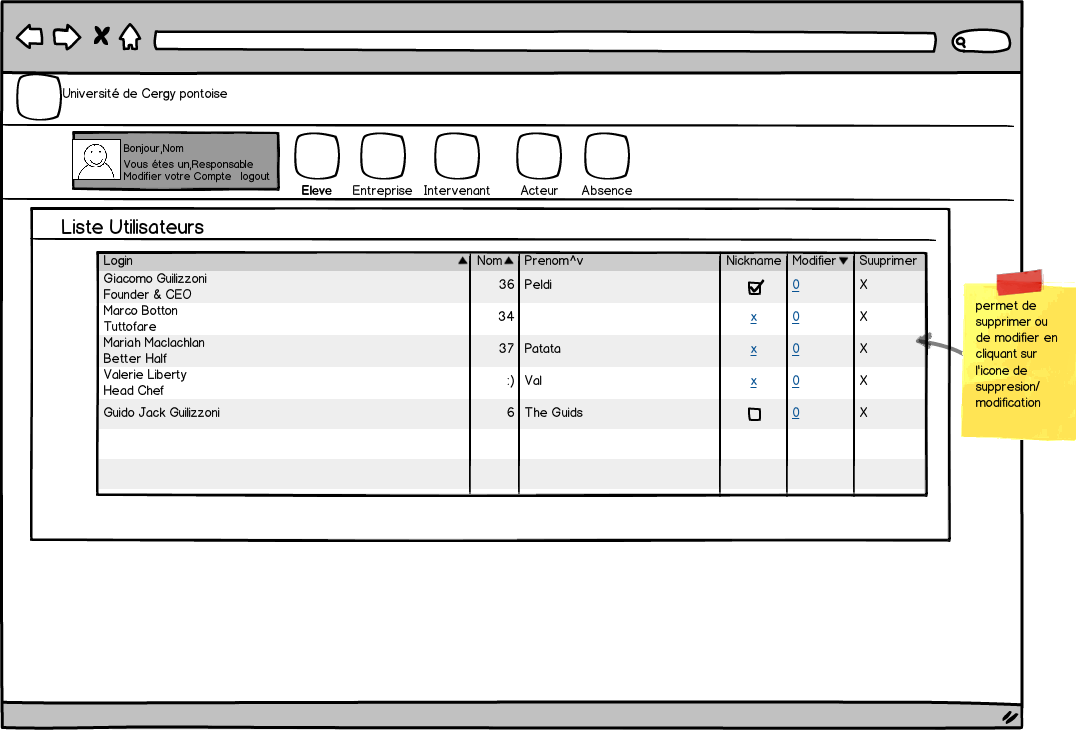 Université de Cergy pontoise
Bonjour,Nom
Vous étes un,Responsable
Modifier votre Compte logout
Eleve Entreprise Intervenant Acteur Absence
Liste Utilisateurs
Login Nom Prenom^v Nickname Modifier Suuprimer
Giacomo Guilizzoni
Founder & CEO
36 Peldi 0 X
Marco Botton
Tuttofare
34 x 0 X
Mariah Maclachlan
Better Half
37 Patata x 0 X
Valerie Liberty
Head Chef
:) Val x 0 X
Guido Jack Guilizzoni 6 The Guids 0 X
permet de
supprimer ou
de modifier en
cliquant sur
l'icone de
suppresion/
modification